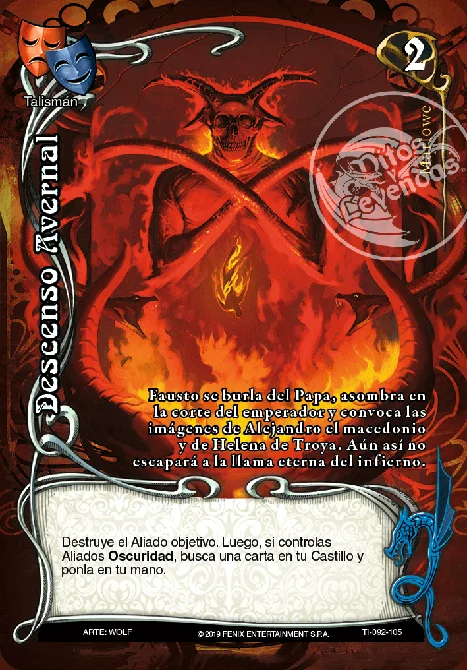 2
Talismán
Descenso Avernal
Marlowe
Mitos
Leyendas
Fausto se burla del Papa, asombra en
la corte del emperador y convoca las
imágenes de Alejandro el macedonio
y de Helena de Troya. Aún así no
escapará a la llama eterna del infierno.
Destruye el Aliado objetivo. Luego, si controlas
Aliados Oscuridad, busca una carta en tu Castillo y
ponla en tu mano.
ARTE: WOLF
©2019 FENIX ENTERTAINMENT S.P.A.
TI-092-105